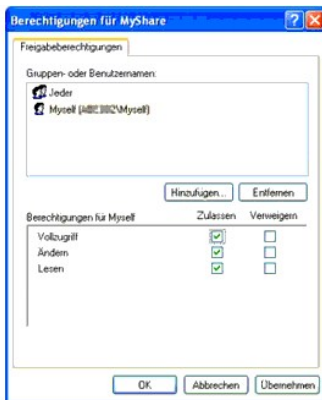 Berechtigungen für MyShare
Freigabeberechtigungen
Gruppen- oder Benutzernamen:
Jeder
Myself (\Myself)
Hinzufügen... Entfernen
Berechtigungen für Myself Zulassen Verweigern
Vollzugriff
Ändern
Lesen
OK Abbrechen Übernehmen